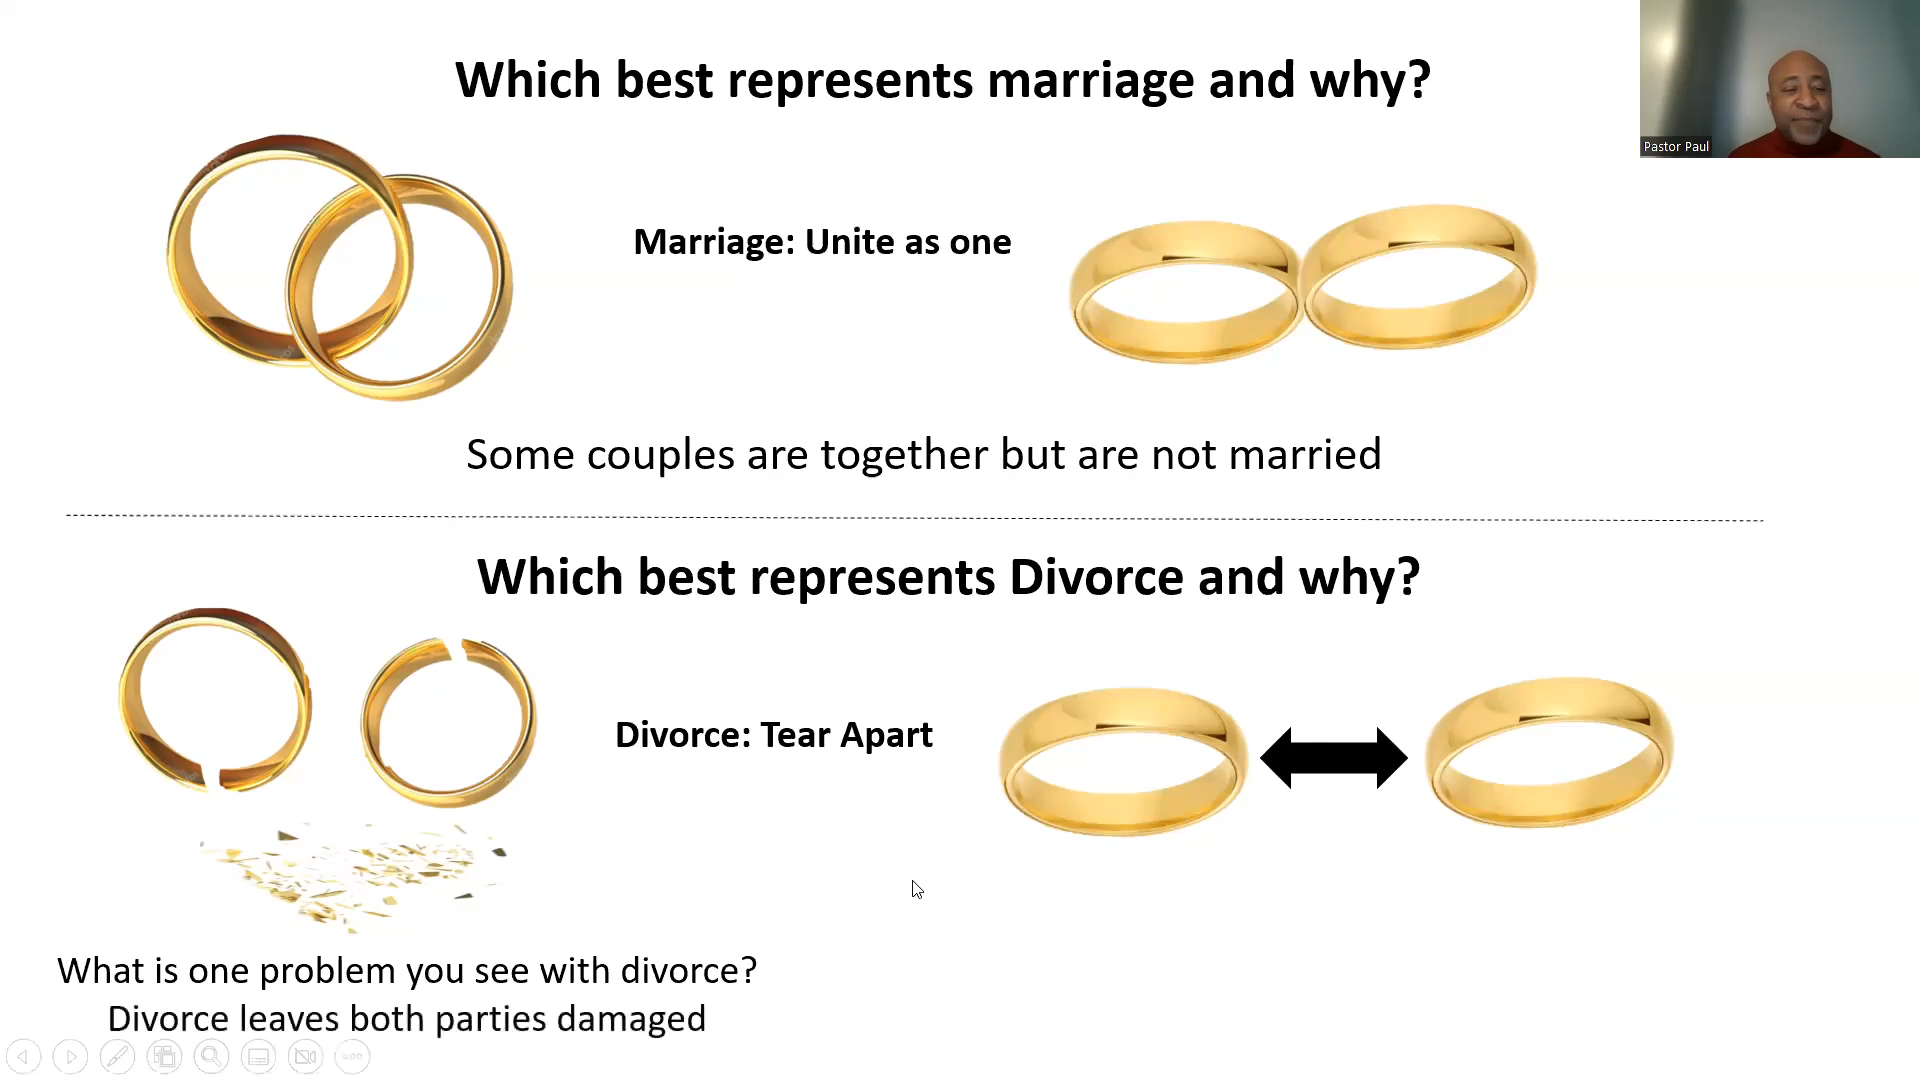 Which best represents marriage and why?
Pastor Paul
Marriage: Unite as one
Some couples are together but are not married
Which best represents Divorce and why?
Divorce: Tear Apart
What is one problem you see with divorce?
Divorce leaves both parties damaged